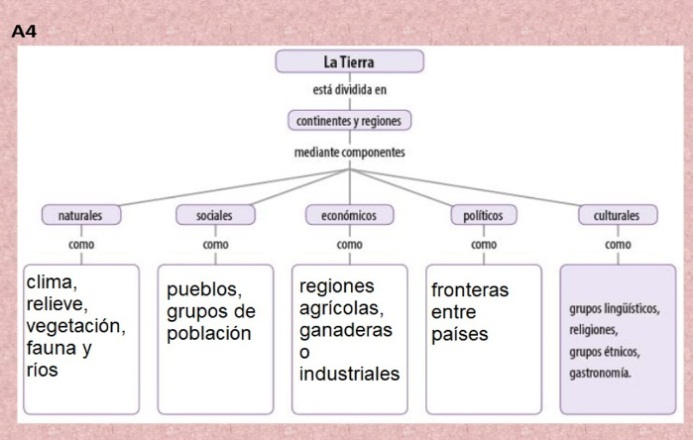 A4
La Tierra
está dividida en
continentes y regiones
mediante componentes
naturales
sociales
económicos
políticos
culturales
como
como
como
como
como
clima,
relieve,
vegetación,
fauna y
ríos
pueblos,
grupos de
población
regiones
agrícolas,
ganaderas
o
industriales
fronteras
entre
países
grupos lingüísticos,
religiones,
grupos étnicos,
gastronomía.